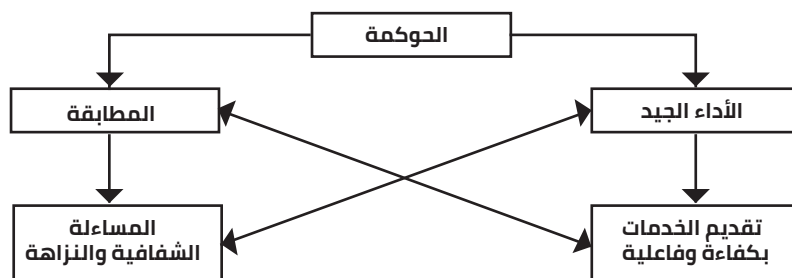 الحوكمة
الأداء الجيد
المطابقة
تقديم الخدمات
بكفاءة وفاعلية
المساءلة
الشفافية والنزاهة